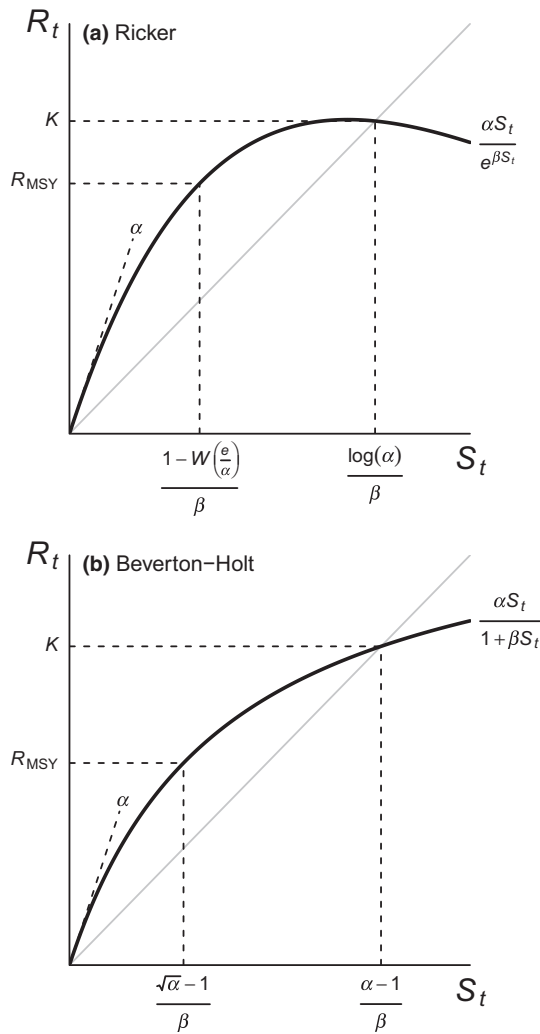 R_t
(a) Ricker
K
αS_t
e^{βS_t}
R_MSY
α
1 − W(e/α)
β
log(α)
β
S_t
R_t
(b) Beverton−Holt
αS_t
1 + βS_t
K
R_MSY
α
√α − 1
β
α − 1
β
S_t